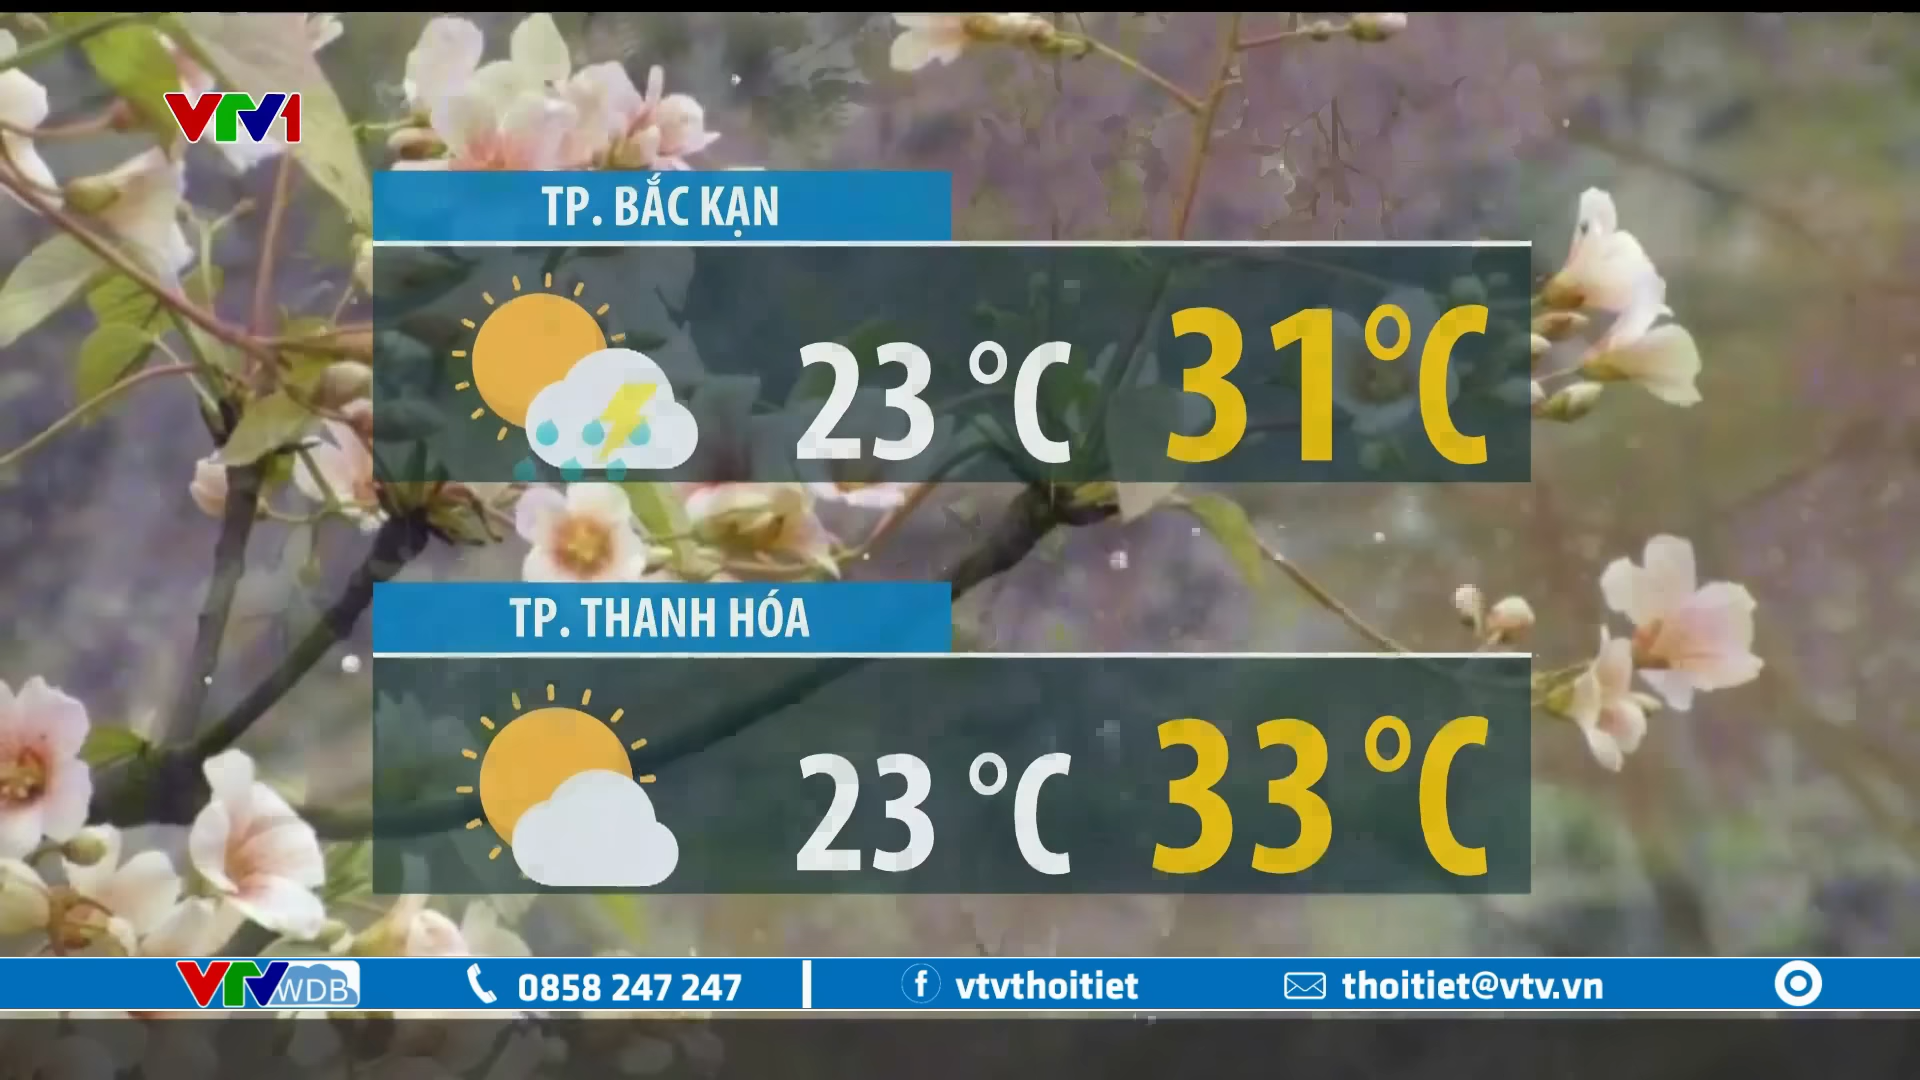 VTV1
TP. BẮC KẠN
23 °C 31°C
TP. THANH HÓA
23 °C 33°C
VTV WDB 0858 247 247 vtvthoitiet thoitiet@vtv.vn